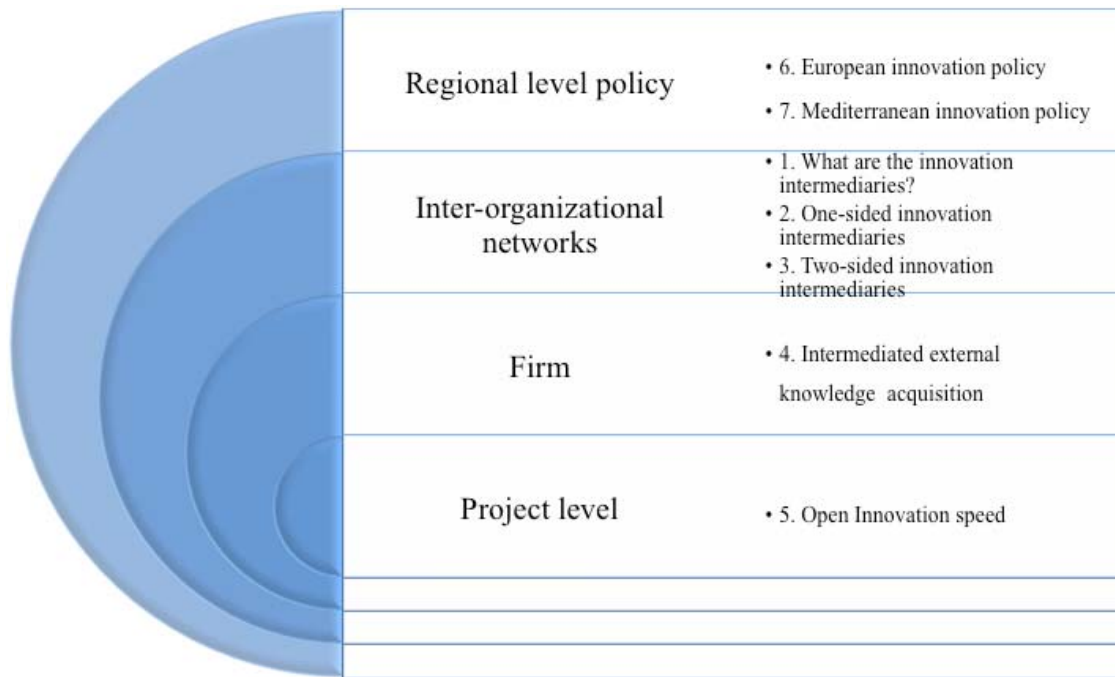 Regional level policy
• 6. European innovation policy
• 7. Mediterranean innovation policy
Inter-organizational
networks
• 1. What are the innovation
intermediaries?
• 2. One-sided innovation
intermediaries
• 3. Two-sided innovation
intermediaries
Firm
• 4. Intermediated external
knowledge acquisition
Project level
• 5. Open Innovation speed